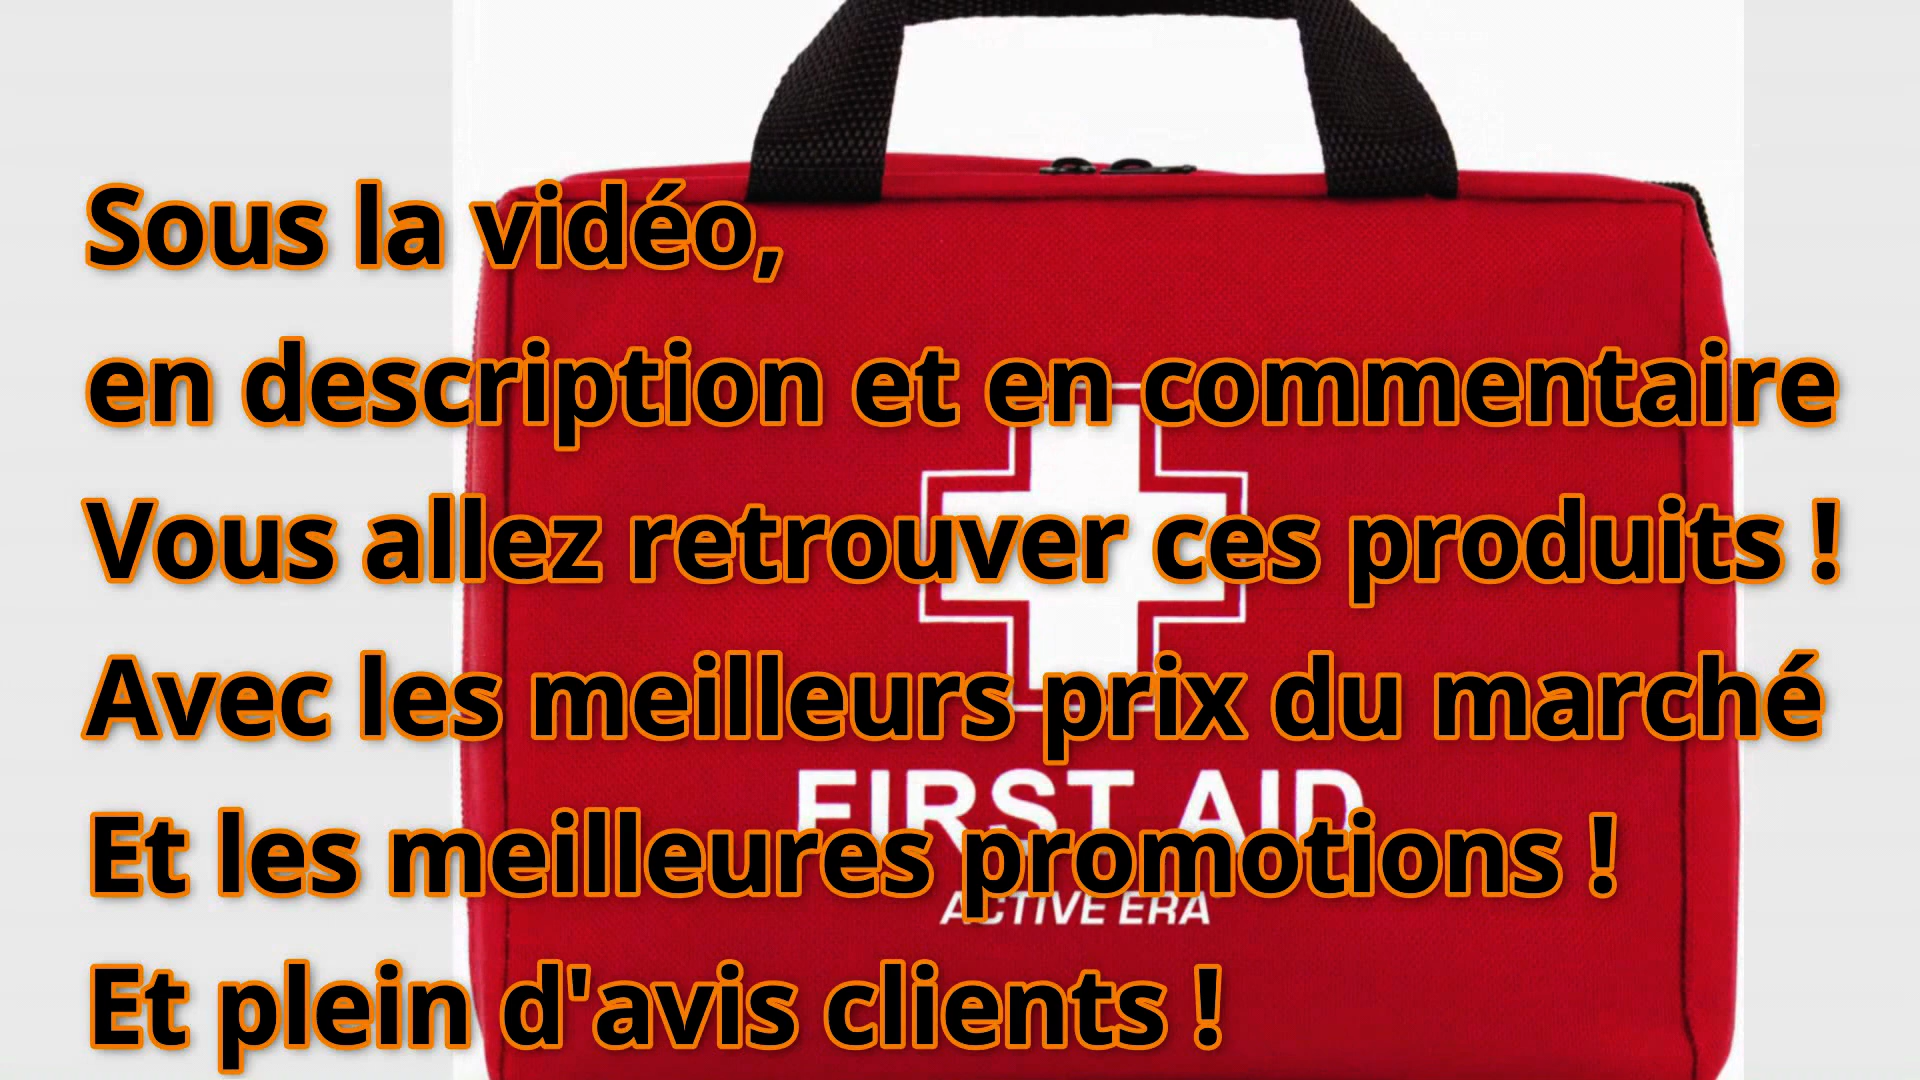 Sous la vidéo,
en description et en commentaire
Vous allez retrouver ces produits !
Avec les meilleurs prix du marché
FIRST AID
Et les meilleures promotions !
ACTIVE ERA
Et plein d'avis clients !